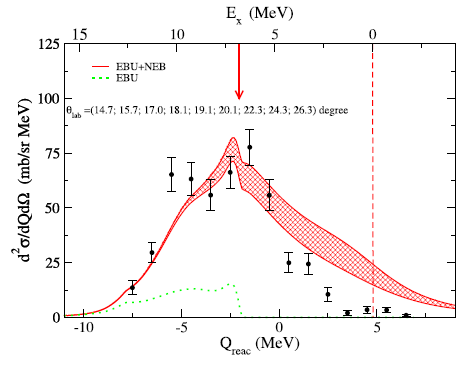 E_x (MeV)
15 10 5 0
125
100
75
50
25
0
d²σ/dQdΩ (mb/sr MeV)
EBU+NEB
EBU
θ_lab =(14.7; 15.7; 17.0; 18.1; 19.1; 20.1; 22.3; 24.3; 26.3) degree
-10 -5 0 5
Q_reac (MeV)